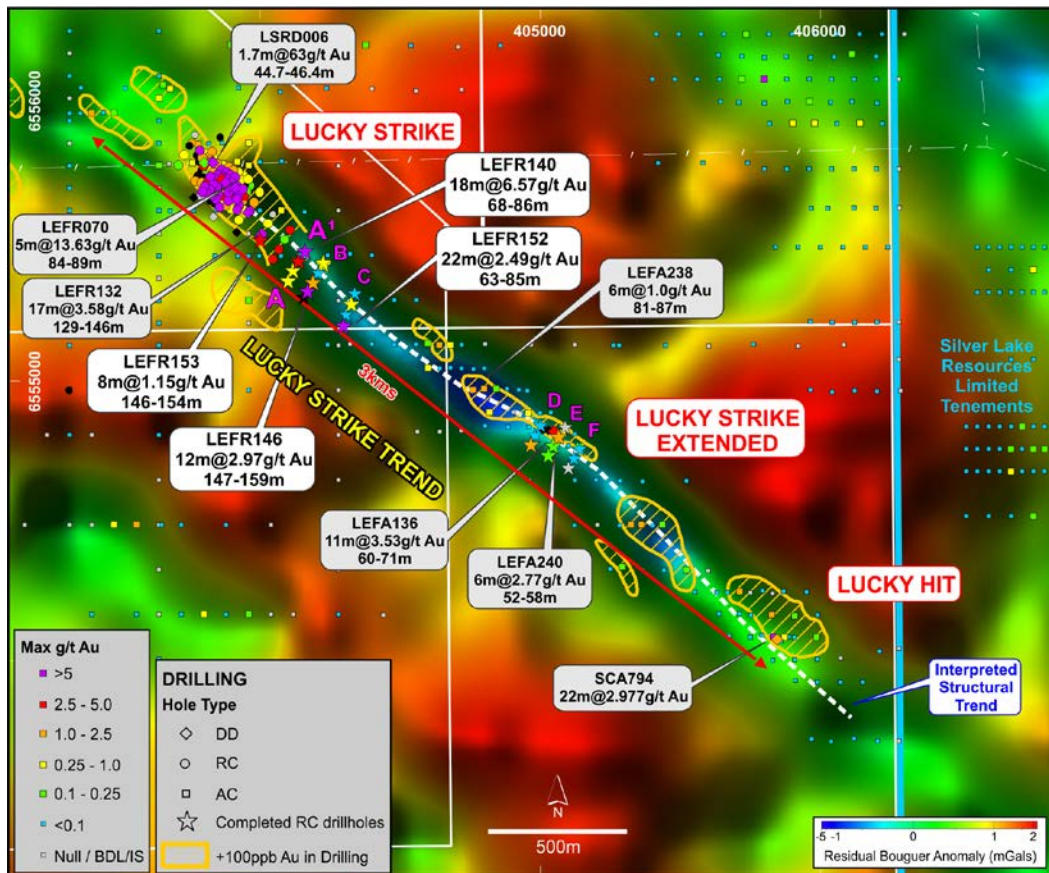 405000
406000
6556000
6555000
LSRD006
1.7m@63g/t Au
44.7-46.4m
LUCKY STRIKE
LEFR140
18m@6.57g/t Au
68-86m
LEFR070
5m@13.63g/t Au
84-89m
A¹
B
C
A
LEFR152
22m@2.49g/t Au
63-85m
LEFA238
6m@1.0g/t Au
81-87m
LEFR132
17m@3.58g/t Au
129-146m
LEFR153
8m@1.15g/t Au
146-154m
LUCKY STRIKE TREND
3kms
Silver Lake
Resources
Limited
Tenements
D
E
F
LUCKY STRIKE
EXTENDED
LEFR146
12m@2.97g/t Au
147-159m
LEFA136
11m@3.53g/t Au
60-71m
LEFA240
6m@2.77g/t Au
52-58m
LUCKY HIT
SCA794
22m@2.977g/t Au
Interpreted
Structural
Trend
Max g/t Au
>5
2.5 - 5.0
1.0 - 2.5
0.25 - 1.0
0.1 - 0.25
<0.1
Null / BDL/IS
DRILLING
Hole Type
DD
RC
AC
Completed RC drillholes
+100ppb Au in Drilling
N
500m
-5 -1 0 1 2
Residual Bouguer Anomaly (mGals)